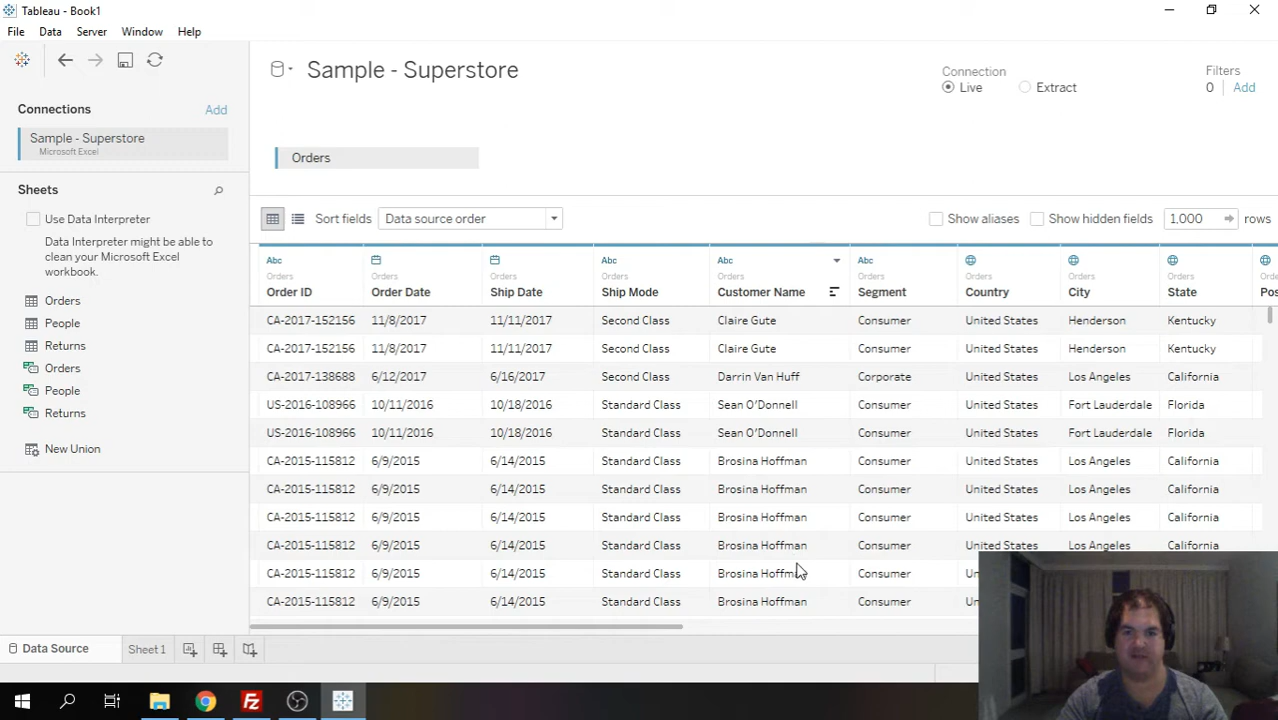 Tableau - Book1
File Data Server Window Help
Sample - Superstore
Connection
Live Extract
Filters
0 Add
Connections Add
Sample - Superstore
Microsoft Excel
Orders
Sheets
Use Data Interpreter
Data Interpreter might be able to
clean your Microsoft Excel
workbook.
Orders
People
Returns
Orders
People
Returns
New Union
Sort fields Data source order Show aliases Show hidden fields 1,000 rows
Abc Abc Abc Abc
Orders Orders Orders Orders Orders Orders Orders Orders Orders
Order ID Order Date Ship Date Ship Mode Customer Name Segment Country City State Pos
CA-2017-152156 11/8/2017 11/11/2017 Second Class Claire Gute Consumer United States Henderson Kentucky
CA-2017-152156 11/8/2017 11/11/2017 Second Class Claire Gute Consumer United States Henderson Kentucky
CA-2017-138688 6/12/2017 6/16/2017 Second Class Darrin Van Huff Corporate United States Los Angeles California
US-2016-108966 10/11/2016 10/18/2016 Standard Class Sean O'Donnell Consumer United States Fort Lauderdale Florida
US-2016-108966 10/11/2016 10/18/2016 Standard Class Sean O'Donnell Consumer United States Fort Lauderdale Florida
CA-2015-115812 6/9/2015 6/14/2015 Standard Class Brosina Hoffman Consumer United States Los Angeles California
CA-2015-115812 6/9/2015 6/14/2015 Standard Class Brosina Hoffman Consumer United States Los Angeles California
CA-2015-115812 6/9/2015 6/14/2015 Standard Class Brosina Hoffman Consumer United States Los Angeles California
CA-2015-115812 6/9/2015 6/14/2015 Standard Class Brosina Hoffman Consumer United States Los Angeles California
CA-2015-115812 6/9/2015 6/14/2015 Standard Class Brosina Hoffman Consumer
CA-2015-115812 6/9/2015 6/14/2015 Standard Class Brosina Hoffman Consumer
Data Source Sheet 1